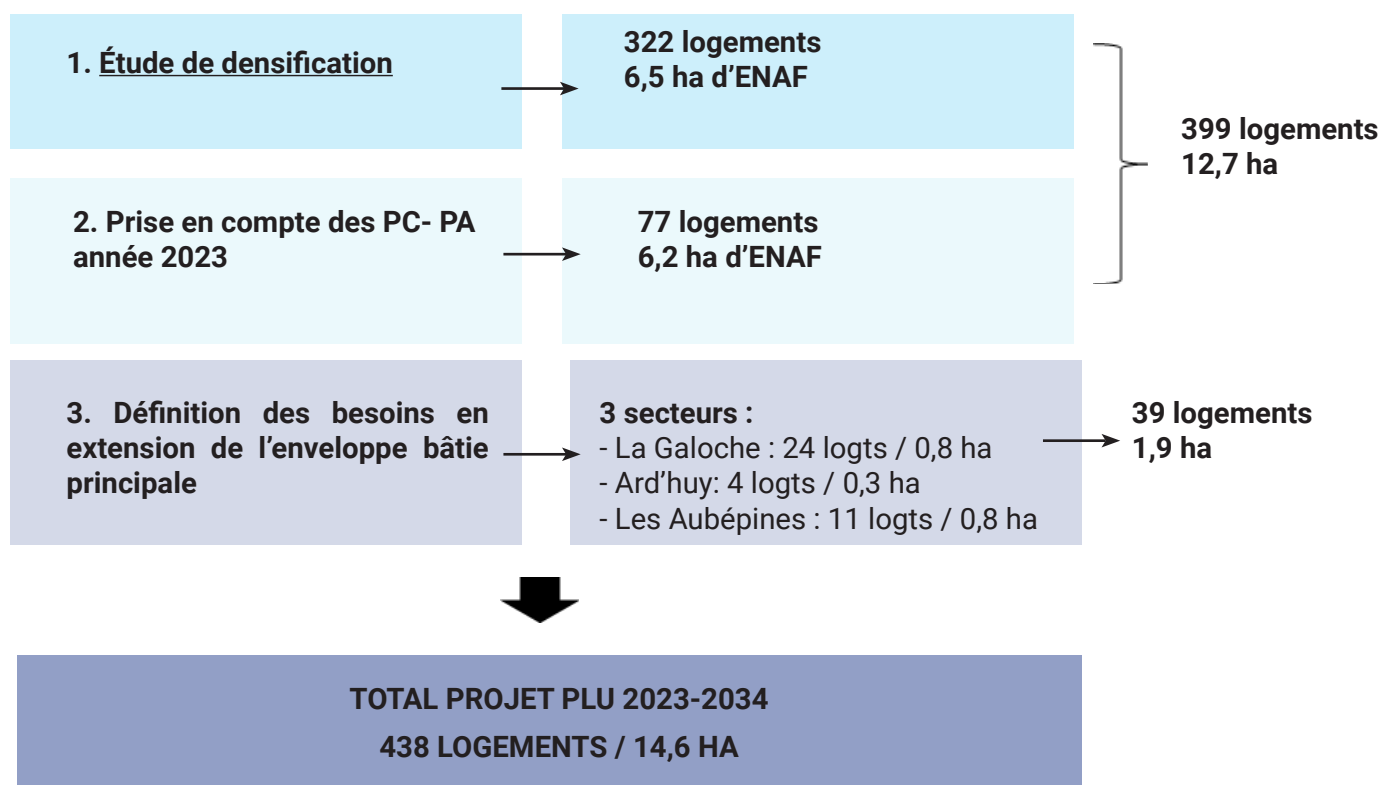 1. Étude de densification
322 logements
6,5 ha d’ENAF
399 logements
12,7 ha
2. Prise en compte des PC- PA
année 2023
77 logements
6,2 ha d’ENAF
3. Définition des besoins en
extension de l’enveloppe bâtie
principale
3 secteurs :
- La Galoche : 24 logts / 0,8 ha
- Ard’huy: 4 logts / 0,3 ha
- Les Aubépines : 11 logts / 0,8 ha
39 logements
1,9 ha
TOTAL PROJET PLU 2023-2034
438 LOGEMENTS / 14,6 HA